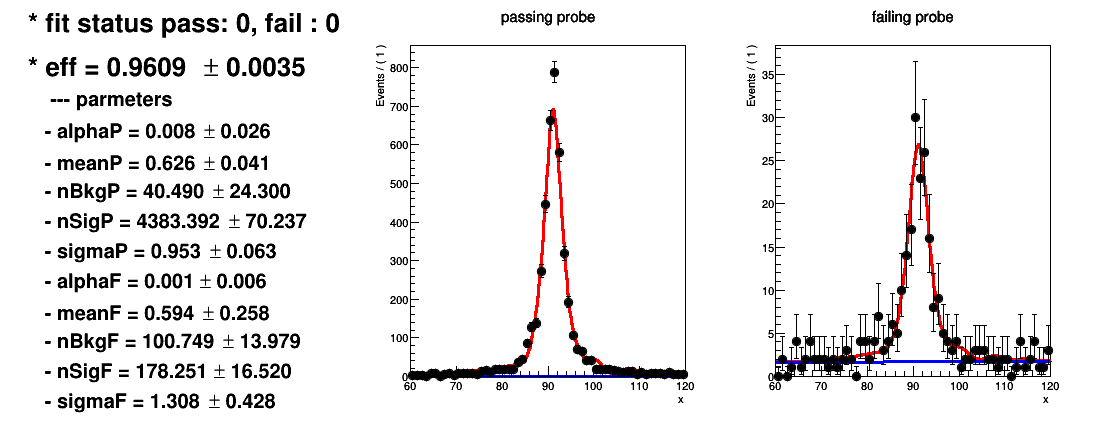 * fit status pass: 0, fail : 0
* eff = 0.9609 ± 0.0035
--- parmeters
- alphaP = 0.008 ± 0.026
- meanP = 0.626 ± 0.041
- nBkgP = 40.490 ± 24.300
- nSigP = 4383.392 ± 70.237
- sigmaP = 0.953 ± 0.063
- alphaF = 0.001 ± 0.006
- meanF = 0.594 ± 0.258
- nBkgF = 100.749 ± 13.979
- nSigF = 178.251 ± 16.520
- sigmaF = 1.308 ± 0.428
passing probe
Events / ( 1 )
800
700
600
500
400
300
200
100
0
60 70 80 90 100 110 120
x
failing probe
Events / ( 1 )
35
30
25
20
15
10
5
0
60 70 80 90 100 110 120
x